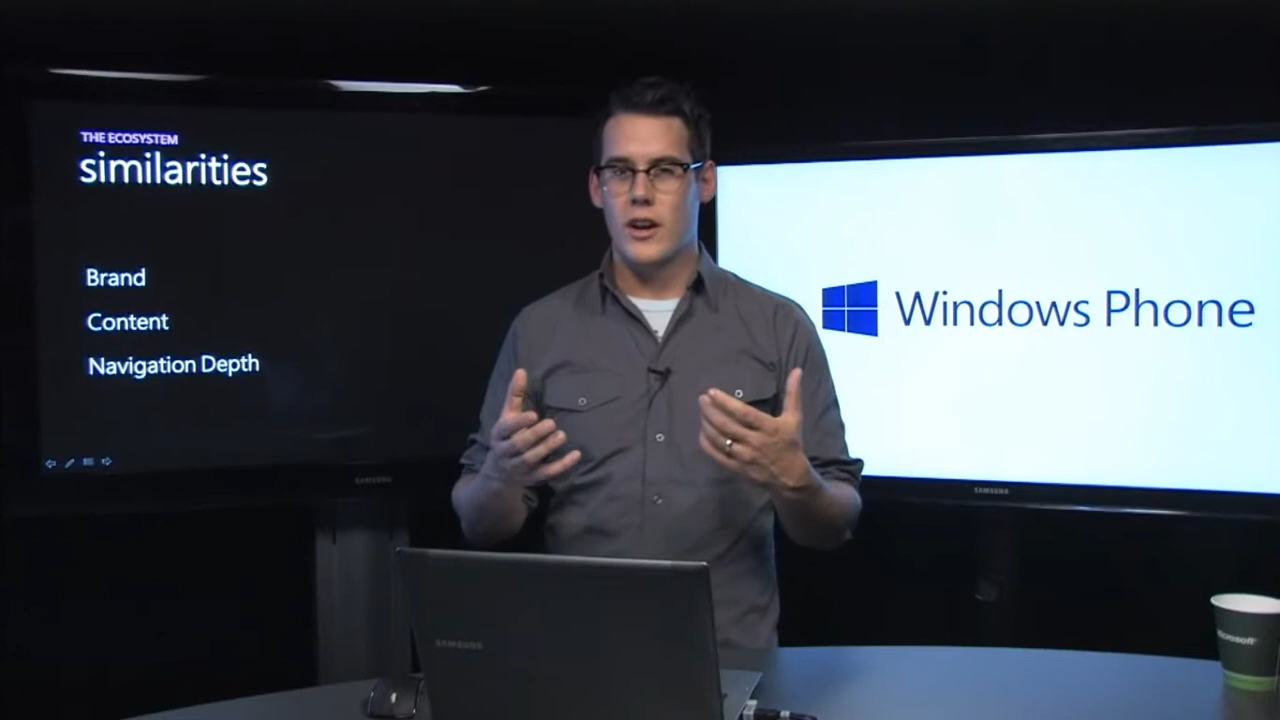 THE ECOSYSTEM
similarities
Brand
Content
Navigation Depth
SAMSUNG
Windows Phone
SAMSUNG
SAMSUNG
Microsoft